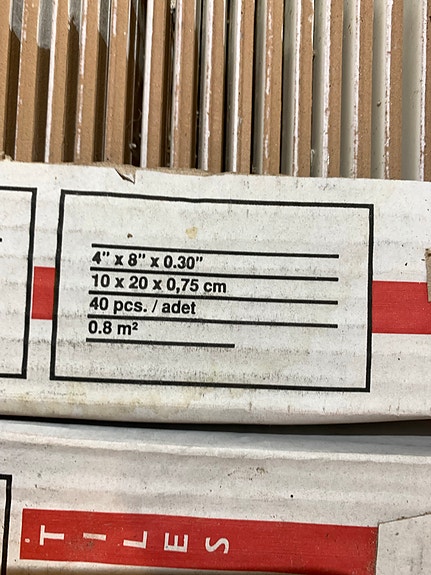 4" x 8" x 0.30"
10 x 20 x 0,75 cm
40 pcs. / adet
0.8 m²
TILES